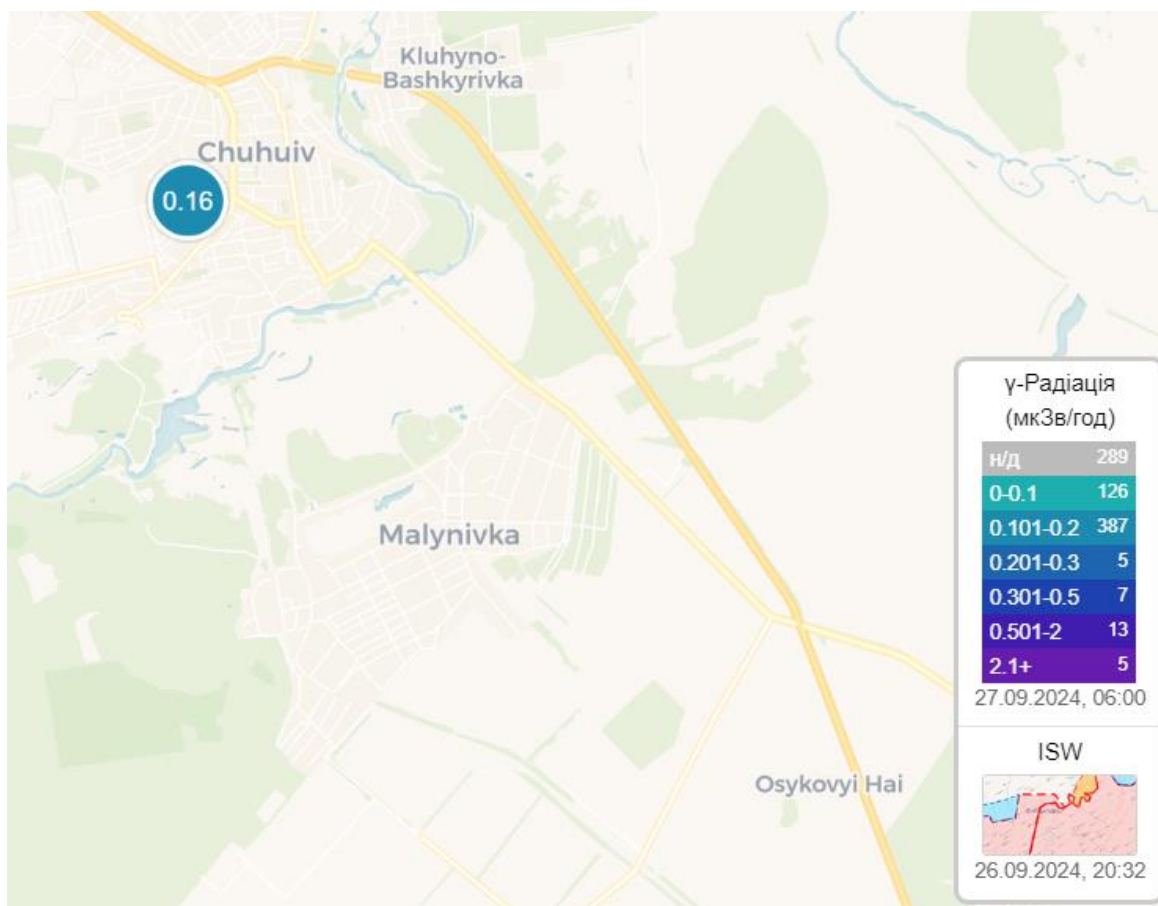 Kluhyno-
Bashkyrivka
Chuhuiv
0.16
Malynivka
Osykovyi Hai
γ-Радіація
(мкЗв/год)
н/д 289
0-0.1 126
0.101-0.2 387
0.201-0.3 5
0.301-0.5 7
0.501-2 13
2.1+ 5
27.09.2024, 06:00
ISW
26.09.2024, 20:32